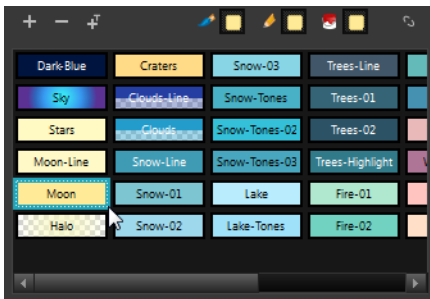 Dark-Blue Craters Snow-03 Trees-Line
Sky Clouds-Line Snow-Tones Trees-01
Stars Clouds Snow-Tones-02 Trees-02
Moon-Line Snow-Line Snow-Tones-03 Trees-Highlight
Moon Snow-01 Lake Fire-01
Halo Snow-02 Lake-Tones Fire-02